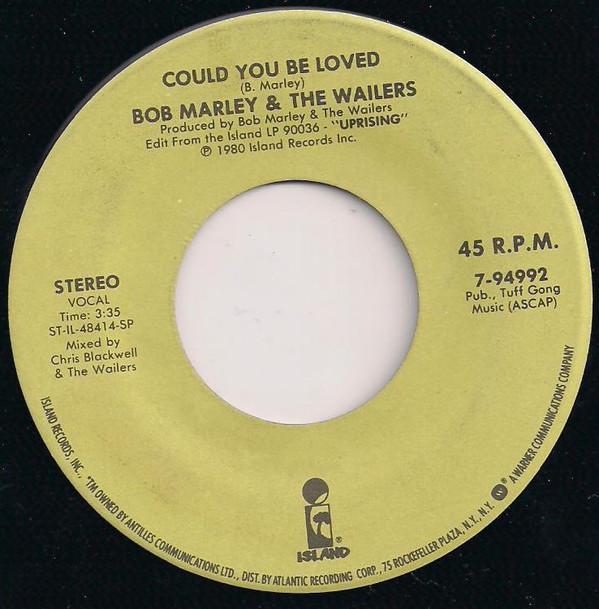 COULD YOU BE LOVED
(B. Marley)
BOB MARLEY & THE WAILERS
Produced by Bob Marley & The Wailers
Edit From the Island LP 90036 - "UPRISING"
℗ 1980 Island Records Inc.
STEREO
VOCAL
Time: 3:35
ST-IL-48414-SP
Mixed by
Chris Blackwell
& The Wailers
45 R.P.M.
7-94992
Pub., Tuff Gong
Music (ASCAP)
ISLAND®
ISLAND RECORDS, INC., *TM OWNED BY ANTILLES COMMUNICATIONS LTD., DIST. BY ATLANTIC RECORDING CORP., 75 ROCKEFELLER PLAZA, N.Y., N.Y. A WARNER COMMUNICATIONS COMPANY